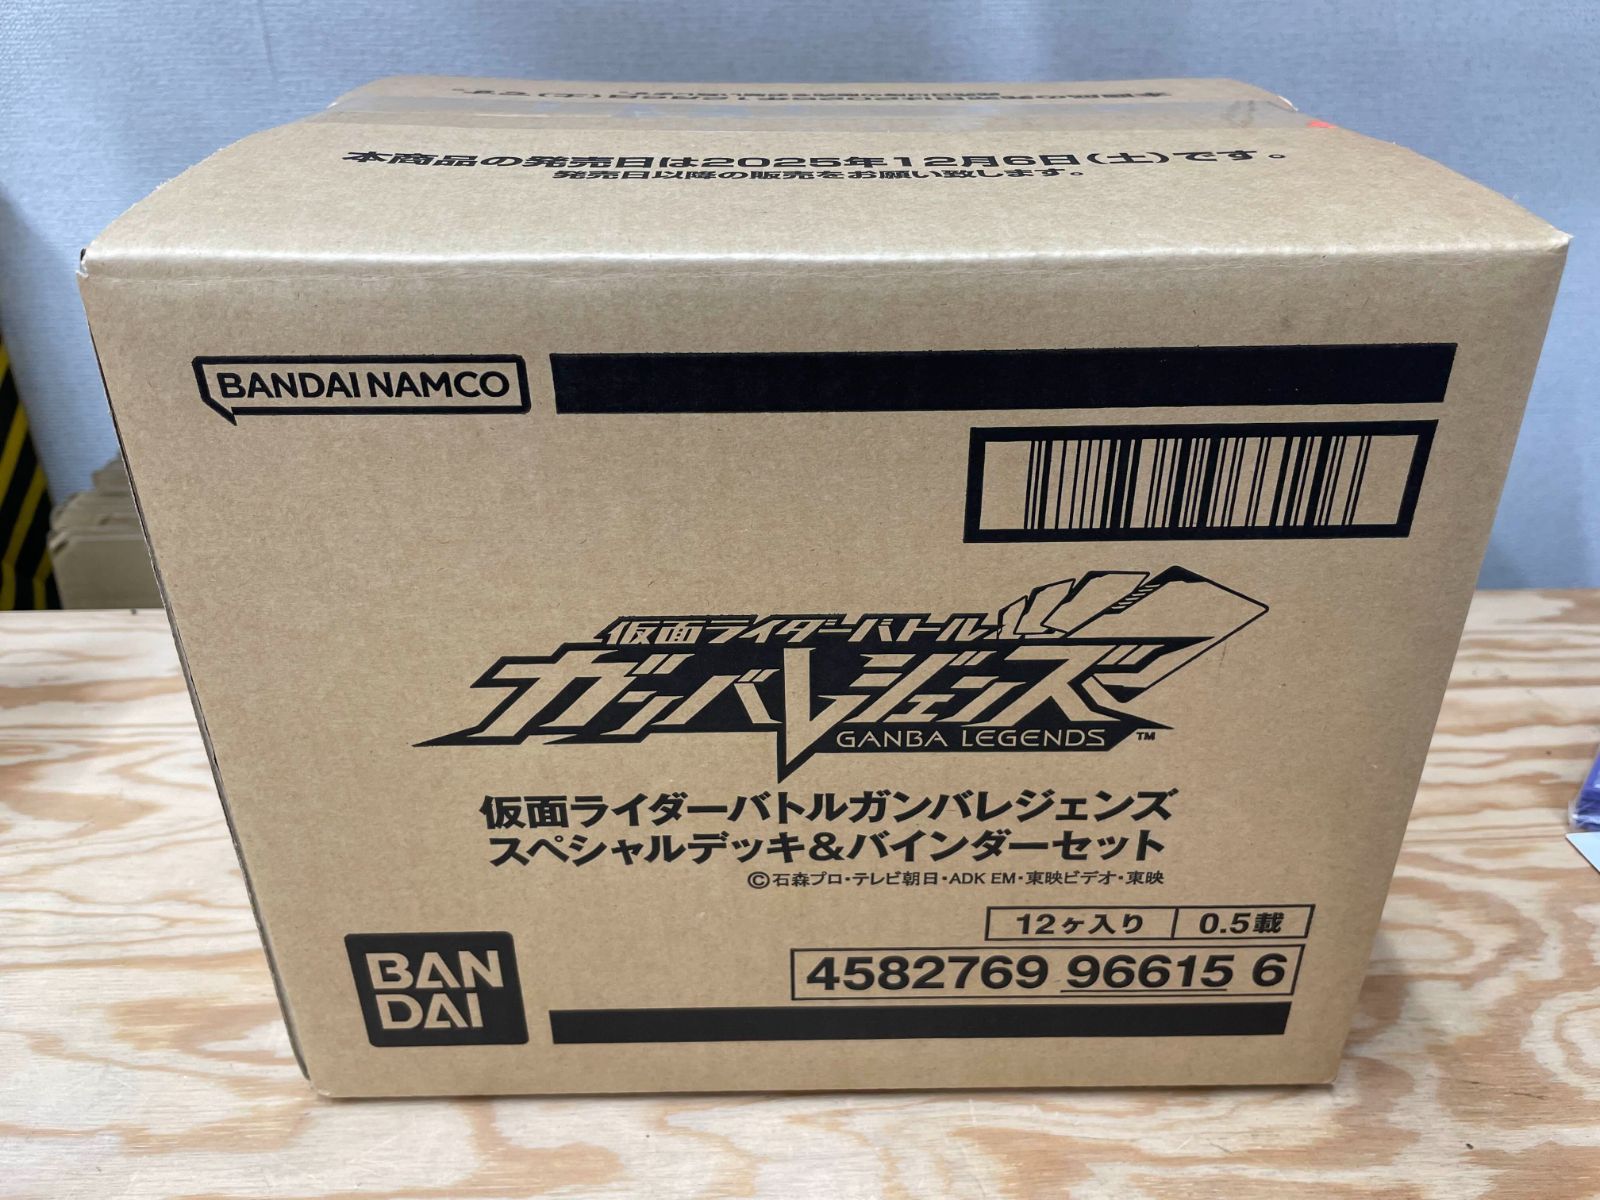 本商品の発売日は2025年12月6日(土)です。
発売日以降の販売をお願い致します。
BANDAI NAMCO
仮面ライダーバトル
ガンバレジェンズ
GANBA LEGENDS ™
仮面ライダーバトルガンバレジェンズ
スペシャルデッキ&バインダーセット
©石森プロ・テレビ朝日・ADK EM・東映ビデオ・東映
12ヶ入り 0.5載
4582769 96615 6
BAN
DAI